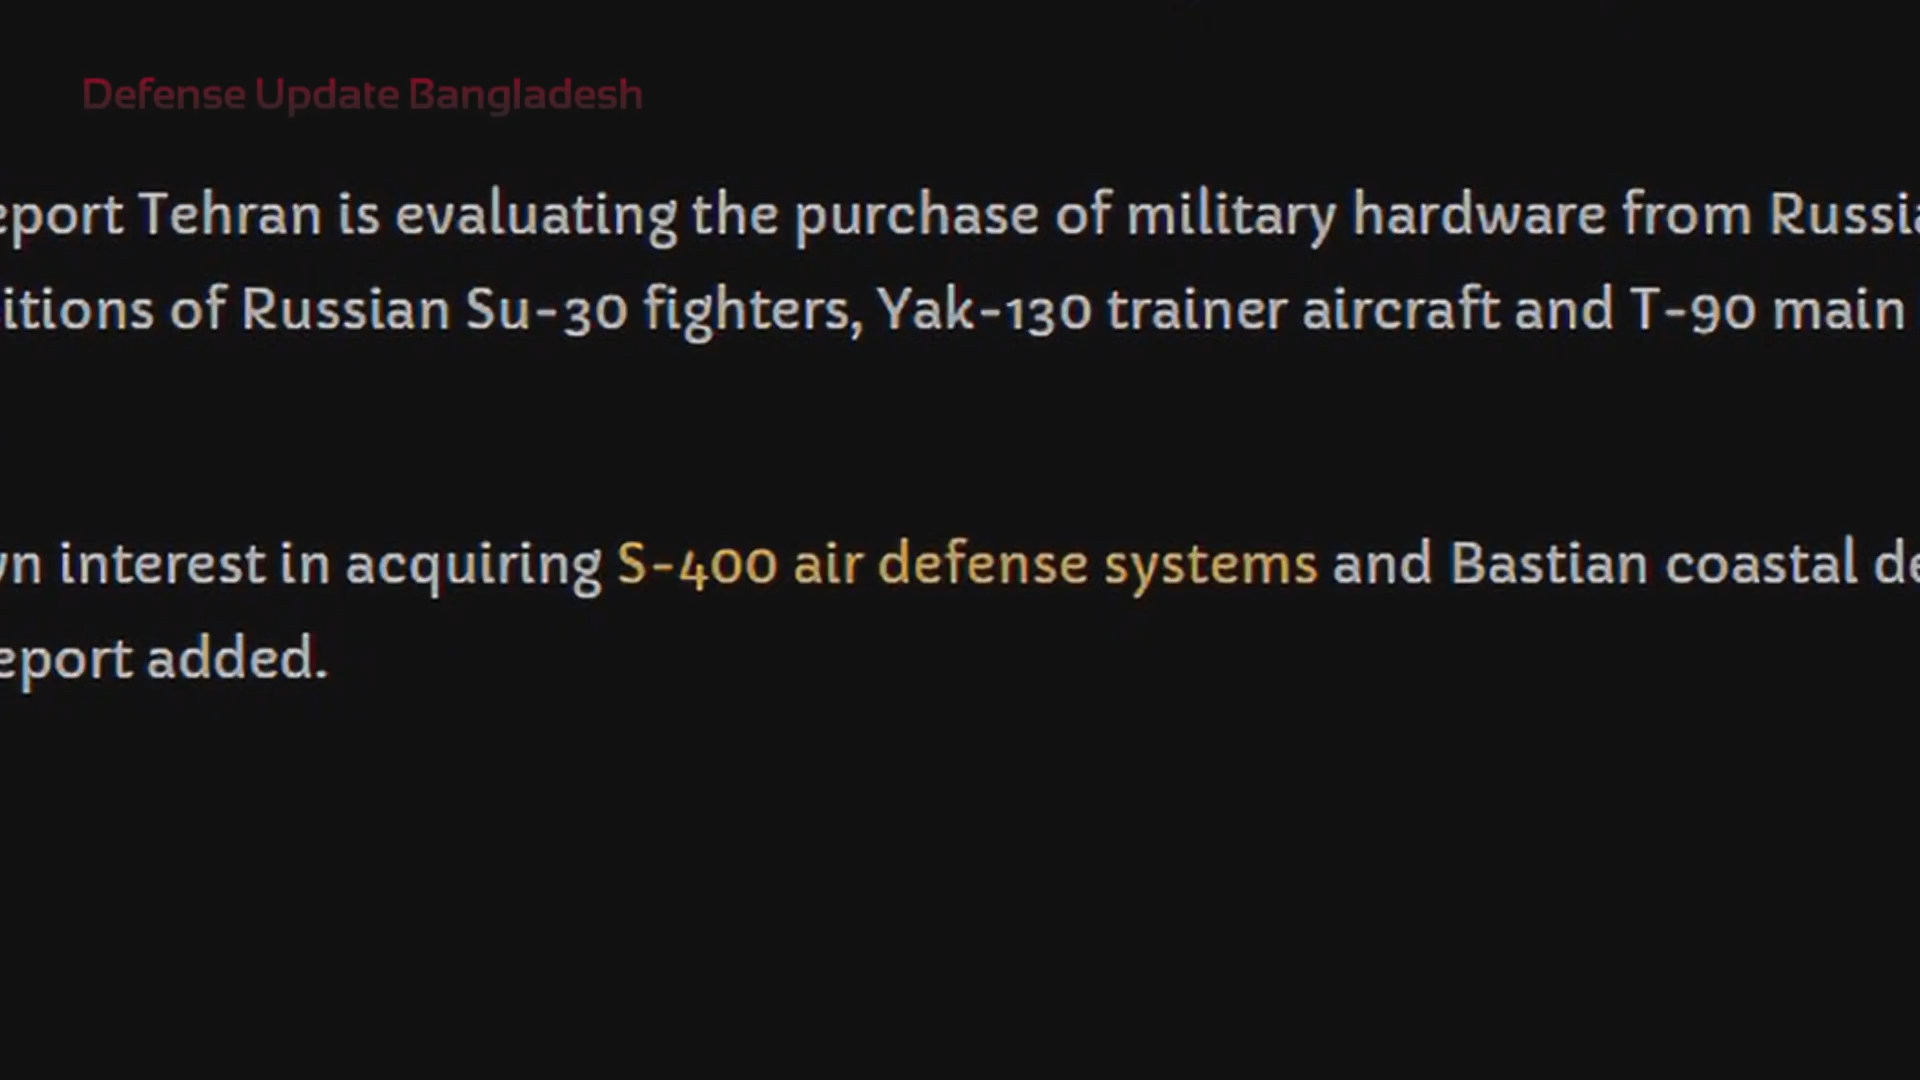 Defense Update Bangladesh
eport Tehran is evaluating the purchase of military hardware from Russia
itions of Russian Su-30 fighters, Yak-130 trainer aircraft and T-90 main
wn interest in acquiring S-400 air defense systems and Bastian coastal de
eport added.